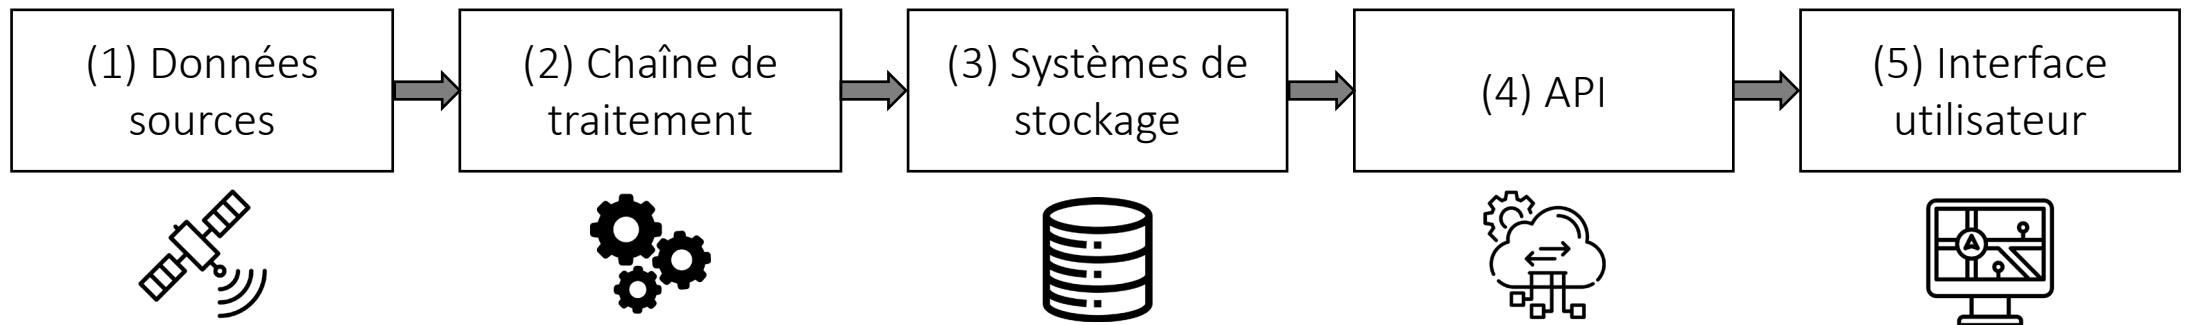 (1) Données
sources
(2) Chaîne de
traitement
(3) Systèmes de
stockage
(4) API
(5) Interface
utilisateur